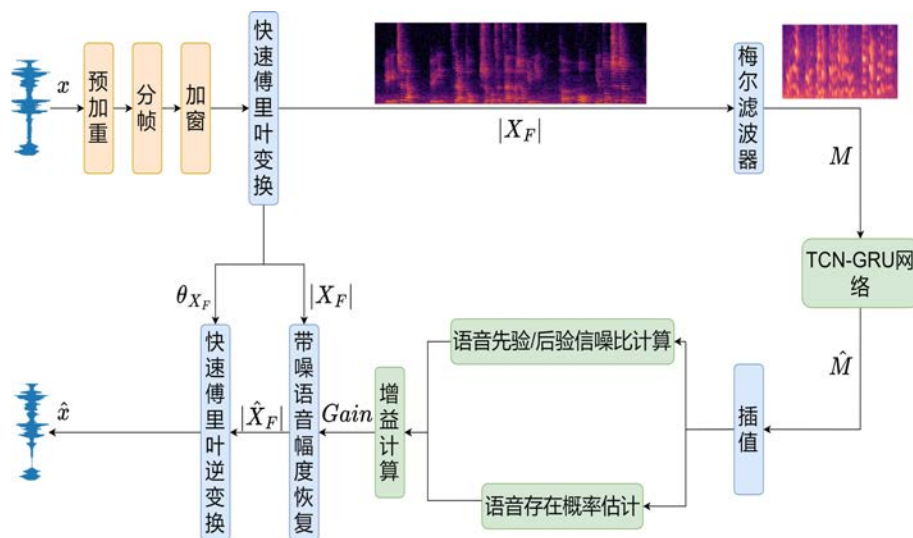 x
预加重
分帧
加窗
快速傅里叶变换
|X_F|
梅尔滤波器
M
TCN-GRU网络
θ_{X_F}
|X_F|
M̂
x̂
快速傅里叶逆变换
|X̂_F|
带噪语音幅度恢复
Gain
增益计算
语音先验/后验信噪比计算
语音存在概率估计
插值